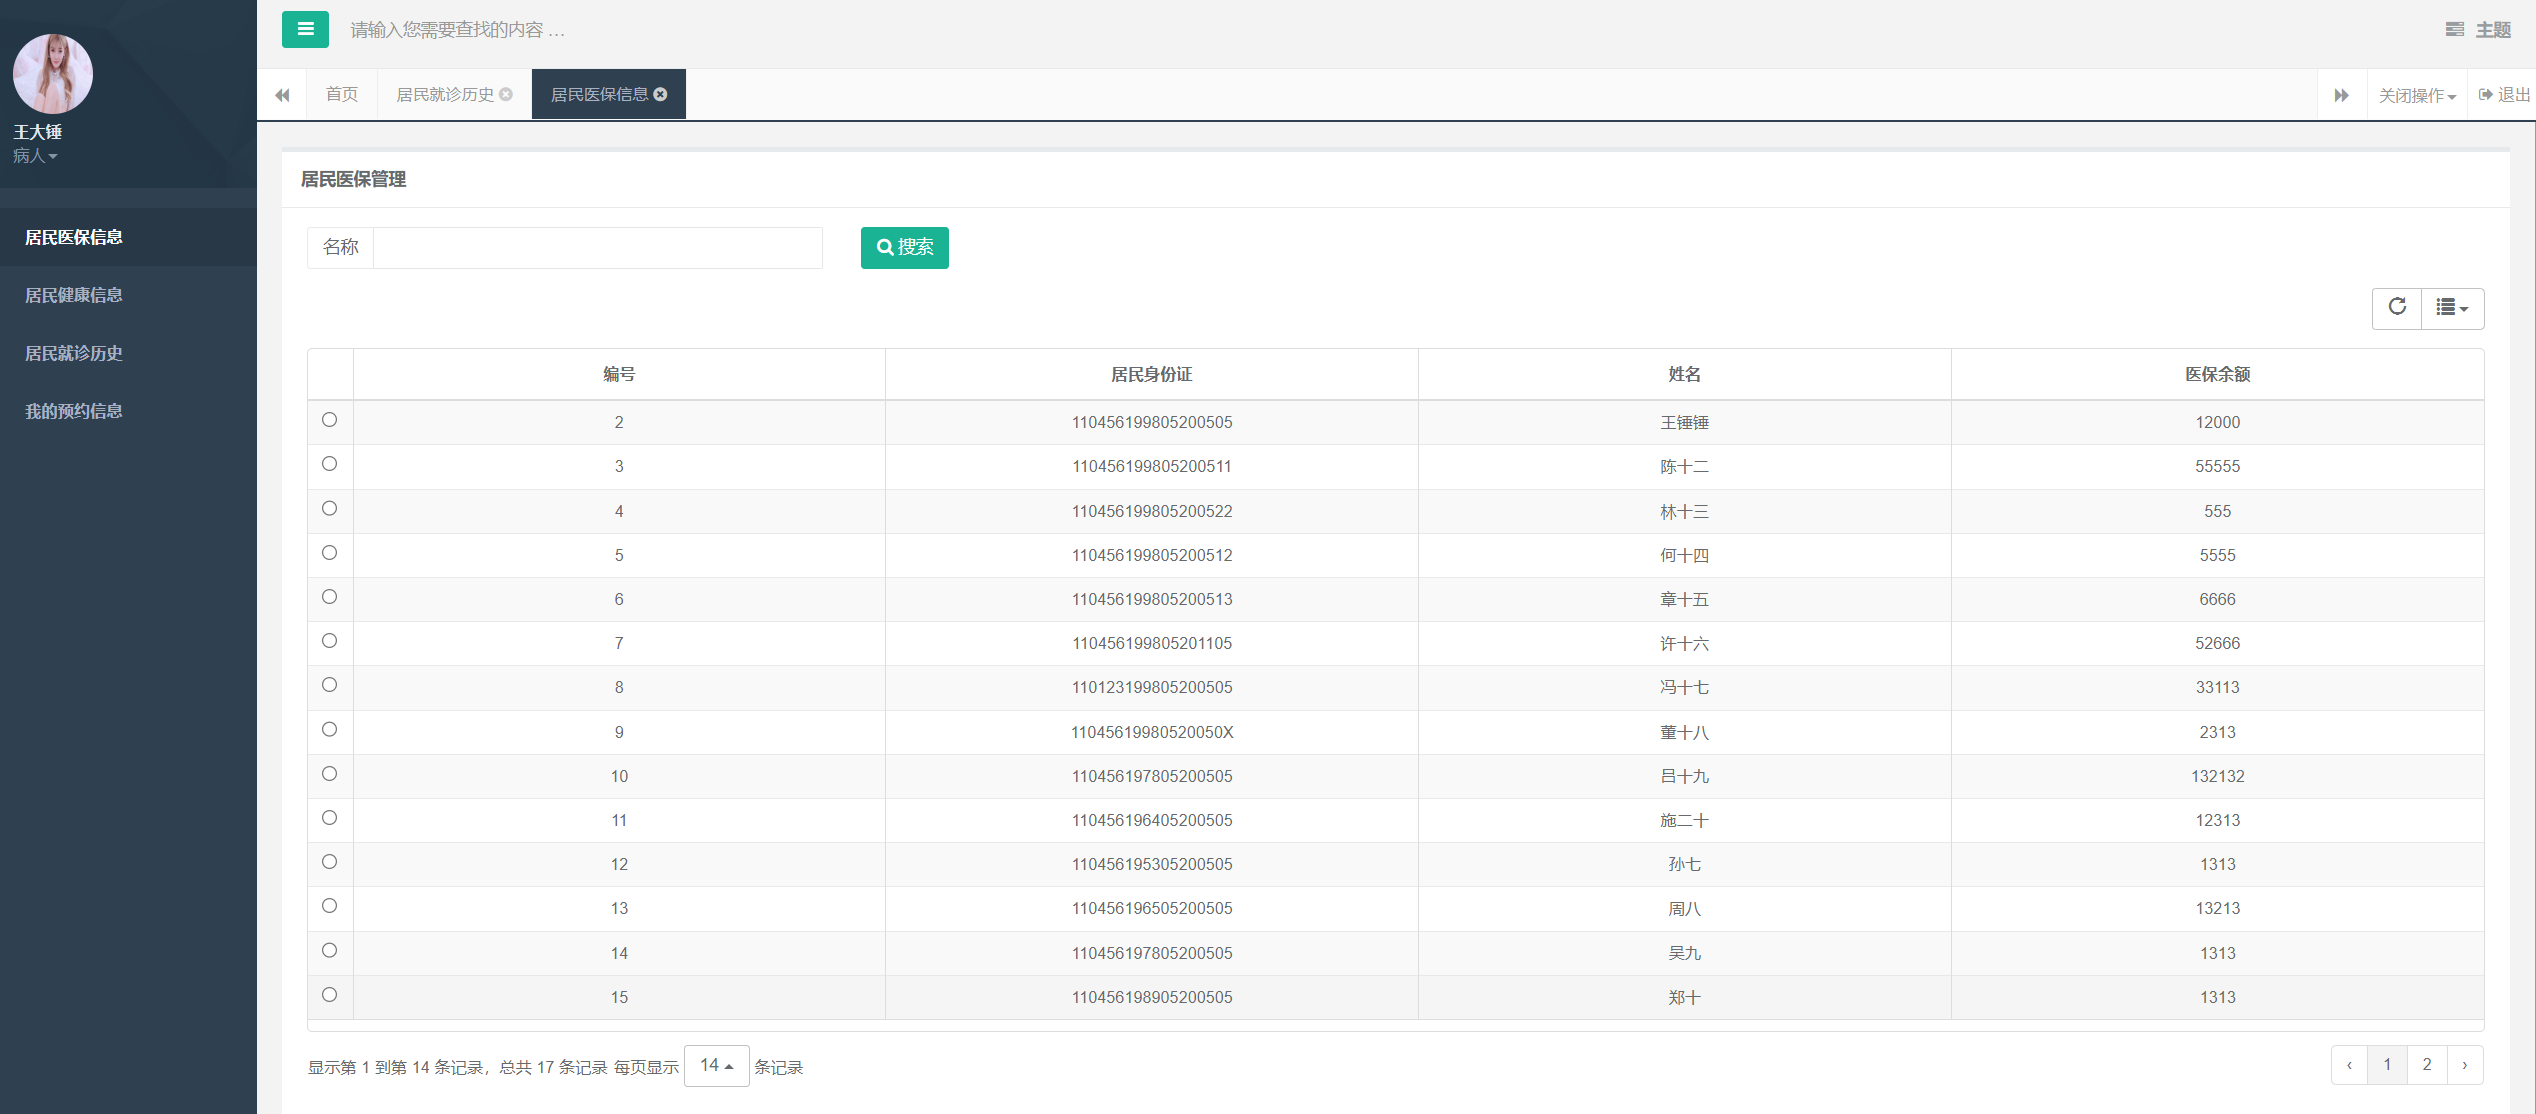 王大锤
病人
居民医保信息
居民健康信息
居民就诊历史
我的预约信息
请输入您需要查找的内容 …
主题
首页 居民就诊历史 居民医保信息 关闭操作 退出
居民医保管理
名称 搜索
编号 居民身份证 姓名 医保余额
2 110456199805200505 王锤锤 12000
3 110456199805200511 陈十二 55555
4 110456199805200522 林十三 555
5 110456199805200512 何十四 5555
6 110456199805200513 章十五 6666
7 110456199805201105 许十六 52666
8 110123199805200505 冯十七 33113
9 11045619980520050X 董十八 2313
10 110456197805200505 吕十九 132132
11 110456196405200505 施二十 12313
12 110456195305200505 孙七 1313
13 110456196505200505 周八 13213
14 110456197805200505 吴九 1313
15 110456198905200505 郑十 1313
显示第 1 到第 14 条记录，总共 17 条记录 每页显示 14 条记录
‹ 1 2 ›